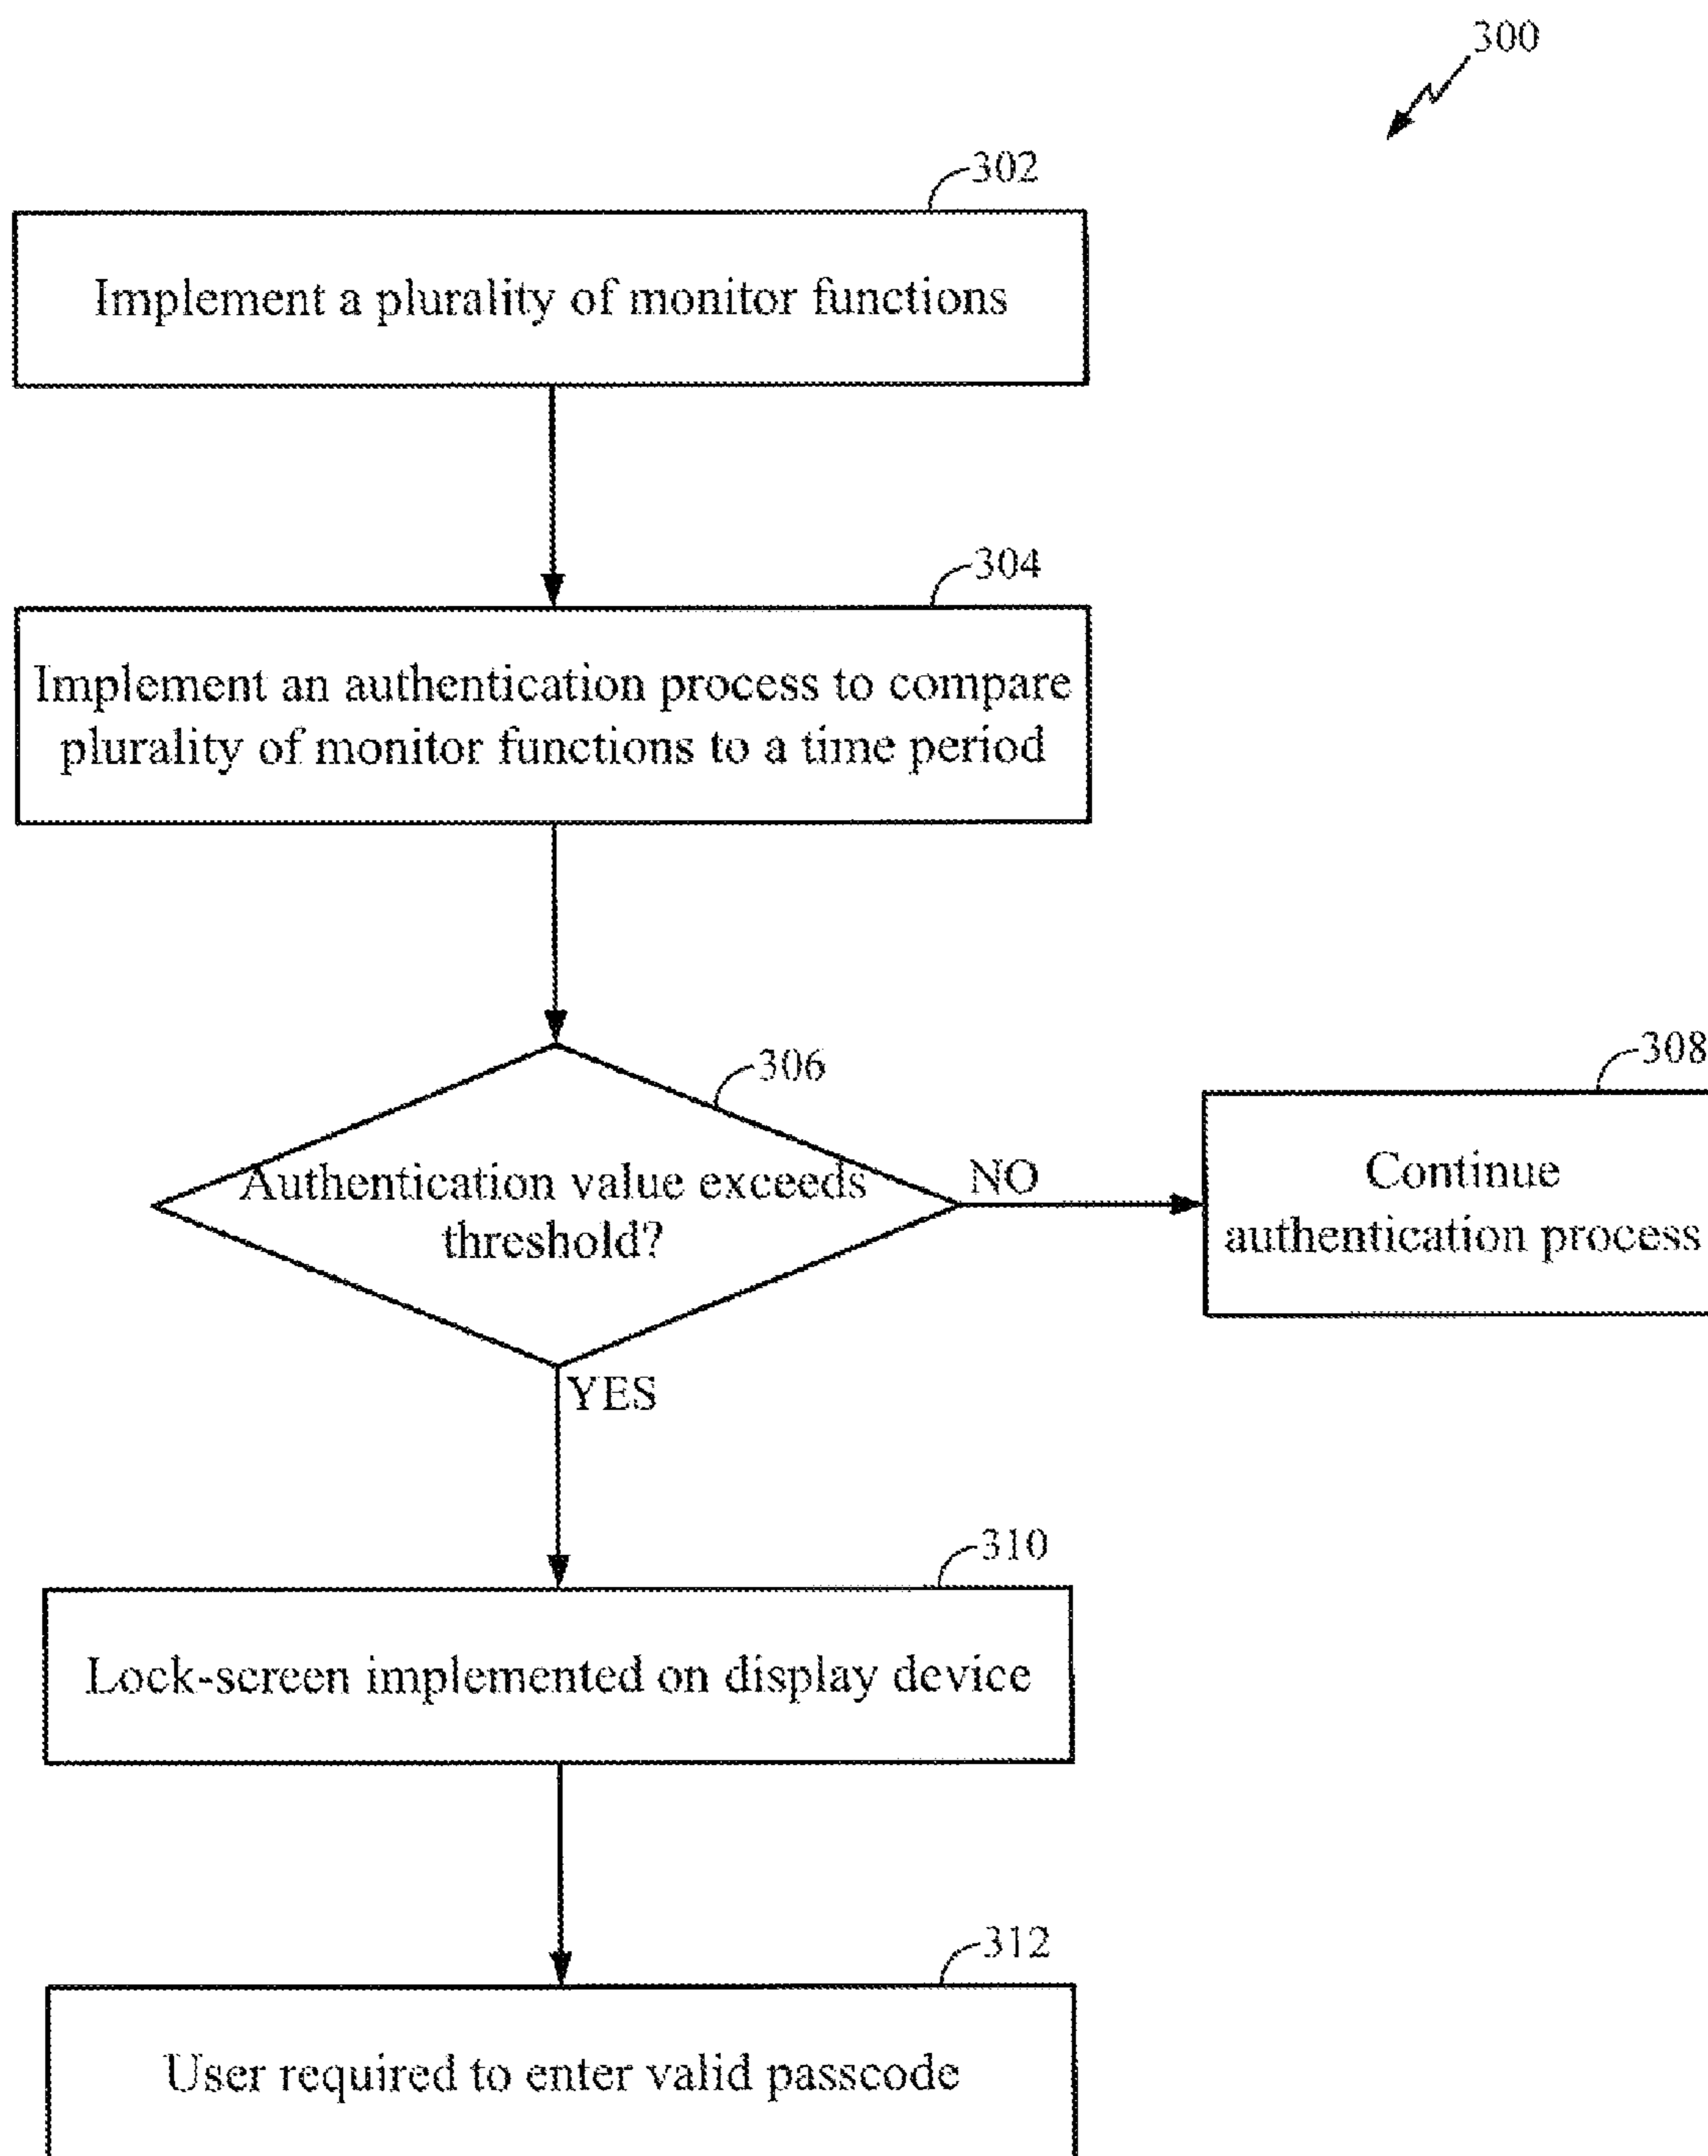 300
302
Implement a plurality of monitor functions
304
Implement an authentication process to compare
plurality of monitor functions to a time period
306
Authentication value exceeds
threshold?
NO
308
Continue
authentication process
YES
310
Lock-screen implemented on display device
312
User required to enter valid passcode